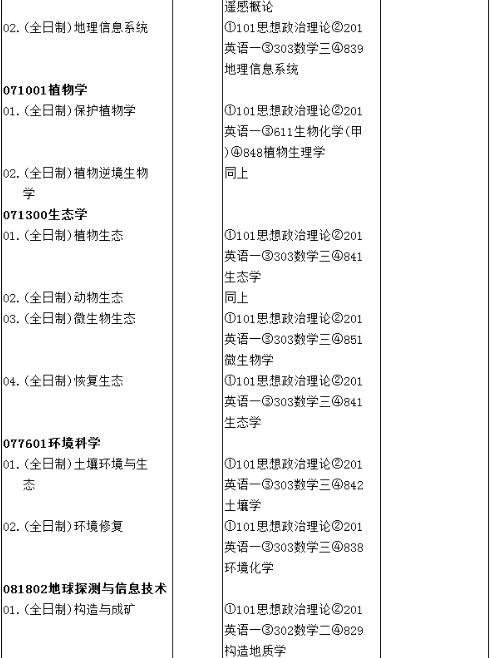 遥感概论
02.(全日制)地理信息系统 ①101思想政治理论②201
英语一③303数学三④839
地理信息系统
071001植物学
01.(全日制)保护植物学 ①101思想政治理论②201
英语一③611生物化学(甲
)④848植物生理学
02.(全日制)植物逆境生物 同上
学
071300生态学
01.(全日制)植物生态 ①101思想政治理论②201
英语一③303数学三④841
生态学
02.(全日制)动物生态 同上
03.(全日制)微生物生态 ①101思想政治理论②201
英语一③303数学三④851
微生物学
04.(全日制)恢复生态 ①101思想政治理论②201
英语一③303数学三④841
生态学
077601环境科学
01.(全日制)土壤环境与生 ①101思想政治理论②201
态 英语一③303数学三④842
土壤学
02.(全日制)环境修复 ①101思想政治理论②201
英语一③303数学三④838
环境化学
081802地球探测与信息技术
01.(全日制)构造与成矿 ①101思想政治理论②201
英语一③302数学二④829
构造地质学